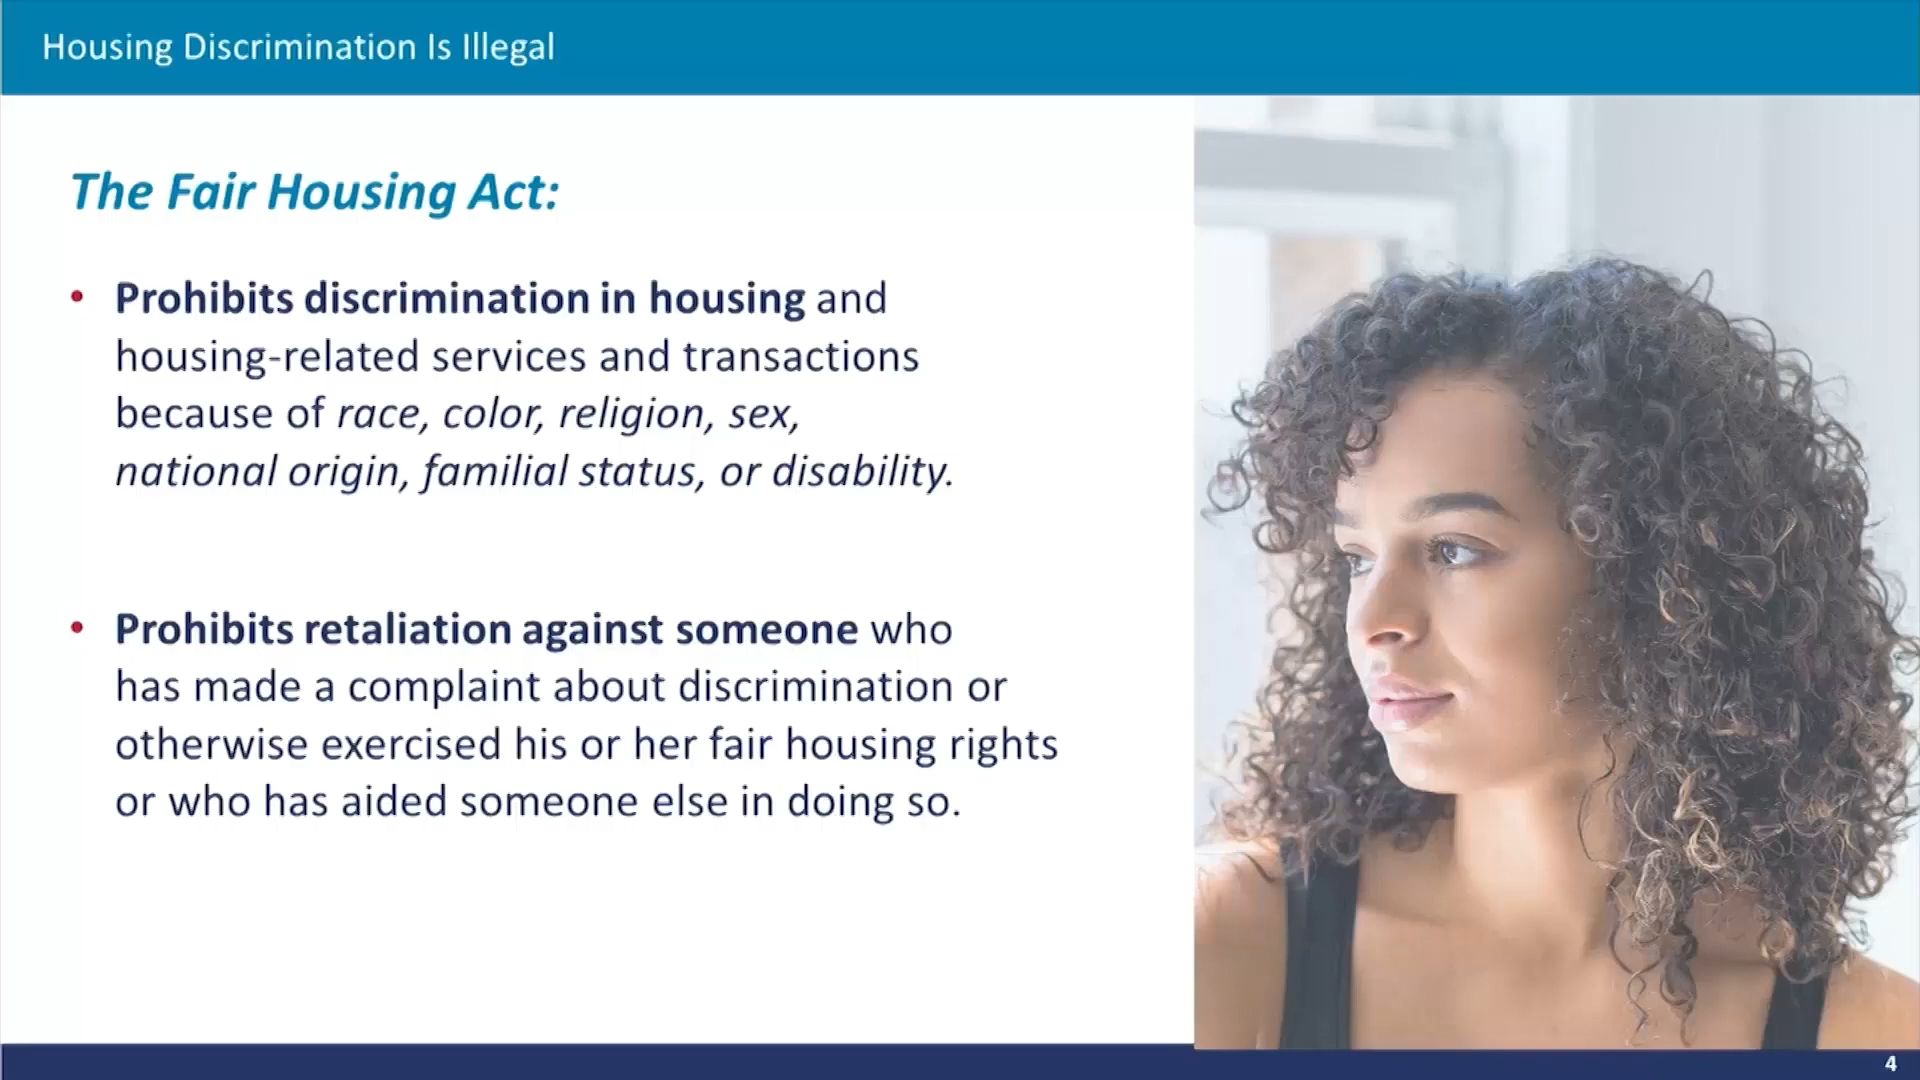 Housing Discrimination Is Illegal
The Fair Housing Act:
• Prohibits discrimination in housing and
housing-related services and transactions
because of race, color, religion, sex,
national origin, familial status, or disability.
• Prohibits retaliation against someone who
has made a complaint about discrimination or
otherwise exercised his or her fair housing rights
or who has aided someone else in doing so.
4